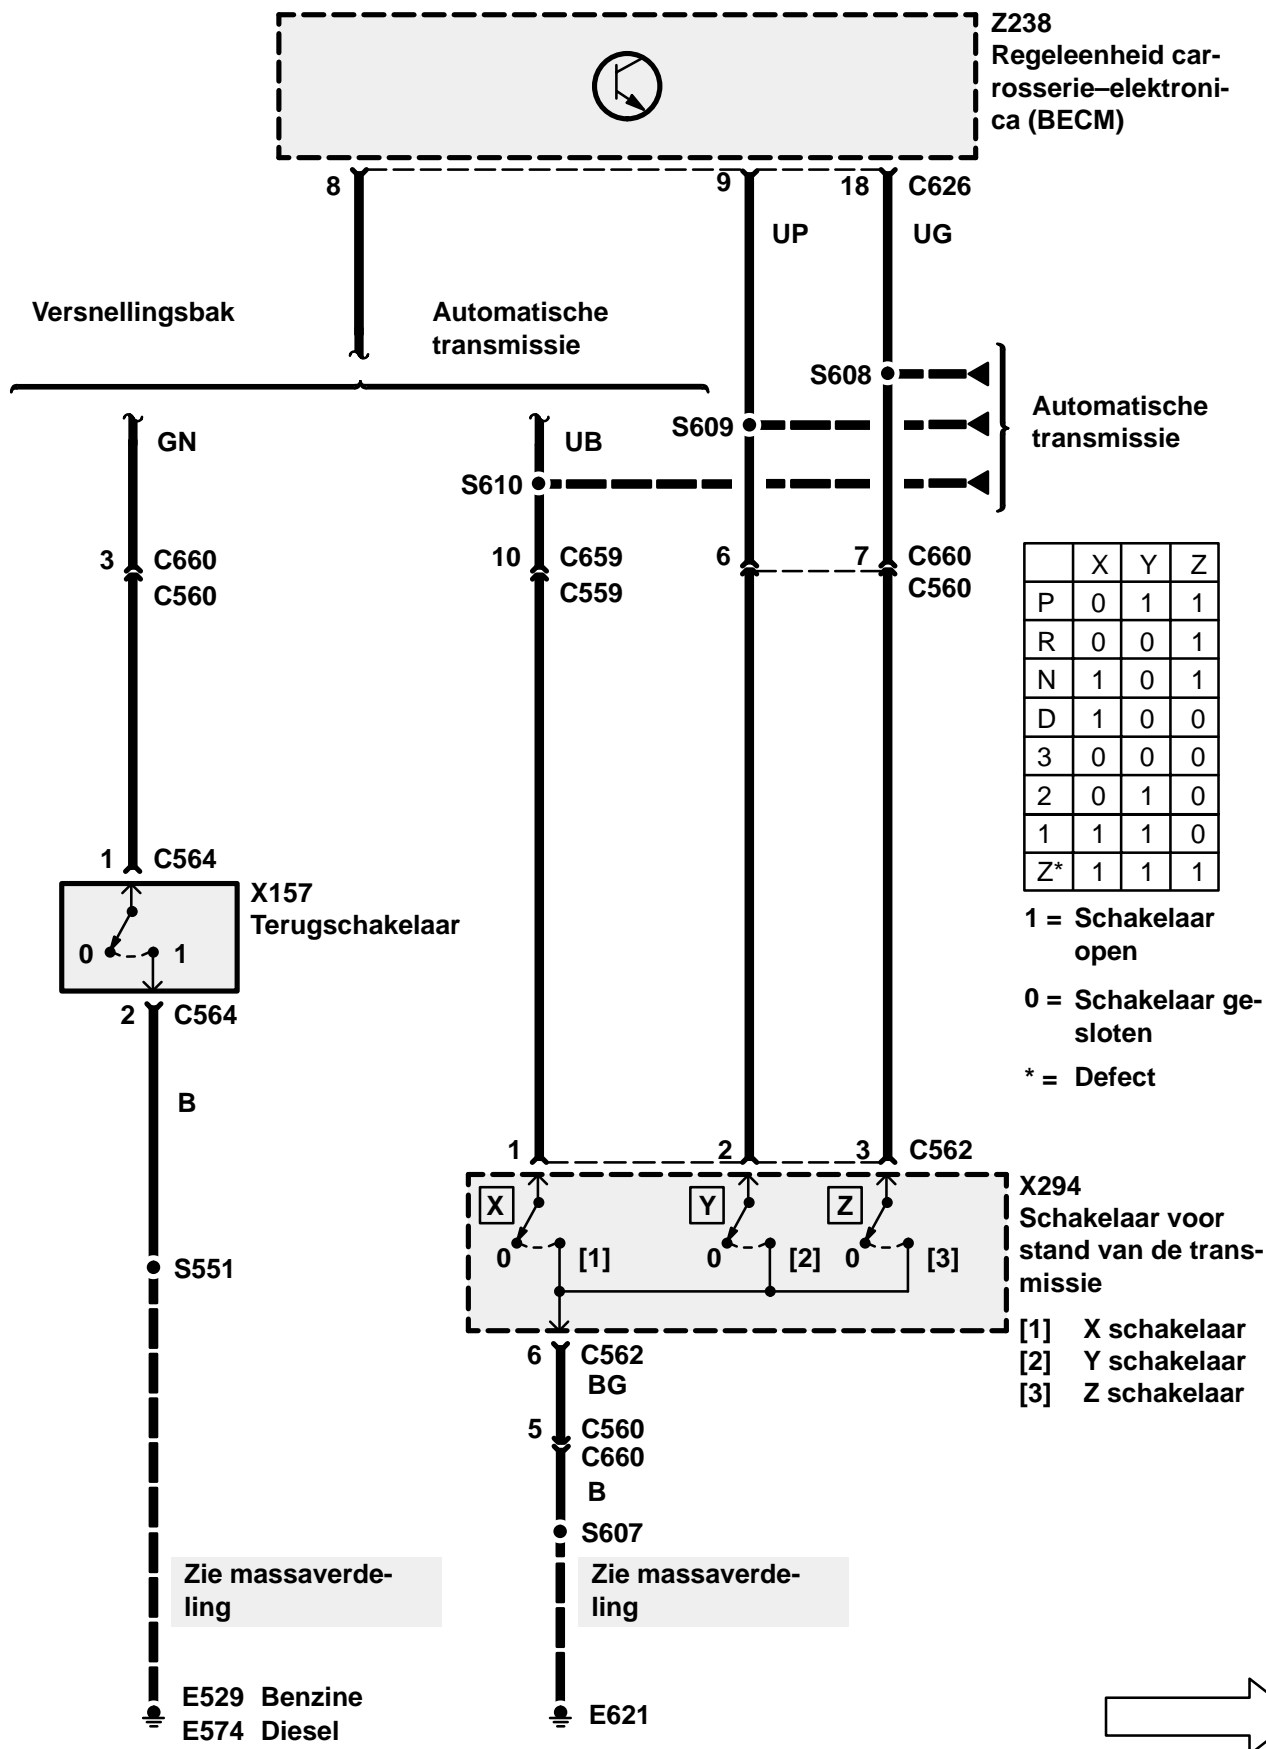 Z238
Regeleenheid car-
rosserie–elektroni-
ca (BECM)
8
9
18
C626
UP
UG
Versnellingsbak
Automatische
transmissie
S608
S609
Automatische
transmissie
GN
UB
S610
3
C660
C560
10
C659
C559
6
7
C660
C560
X Y Z
P 0 1 1
R 0 0 1
N 1 0 1
D 1 0 0
3 0 0 0
2 0 1 0
1 1 1 0
Z* 1 1 1
1 = Schakelaar
open
0 = Schakelaar ge-
sloten
* = Defect
1
C564
X157
Terugschakelaar
0
1
2
C564
B
1
2
3
C562
X
Y
Z
0
[1]
0
[2]
0
[3]
X294
Schakelaar voor
stand van de trans-
missie
[1] X schakelaar
[2] Y schakelaar
[3] Z schakelaar
S551
6
C562
BG
5
C560
C660
B
S607
Zie massaverde-
ling
Zie massaverde-
ling
E529 Benzine
E574 Diesel
E621